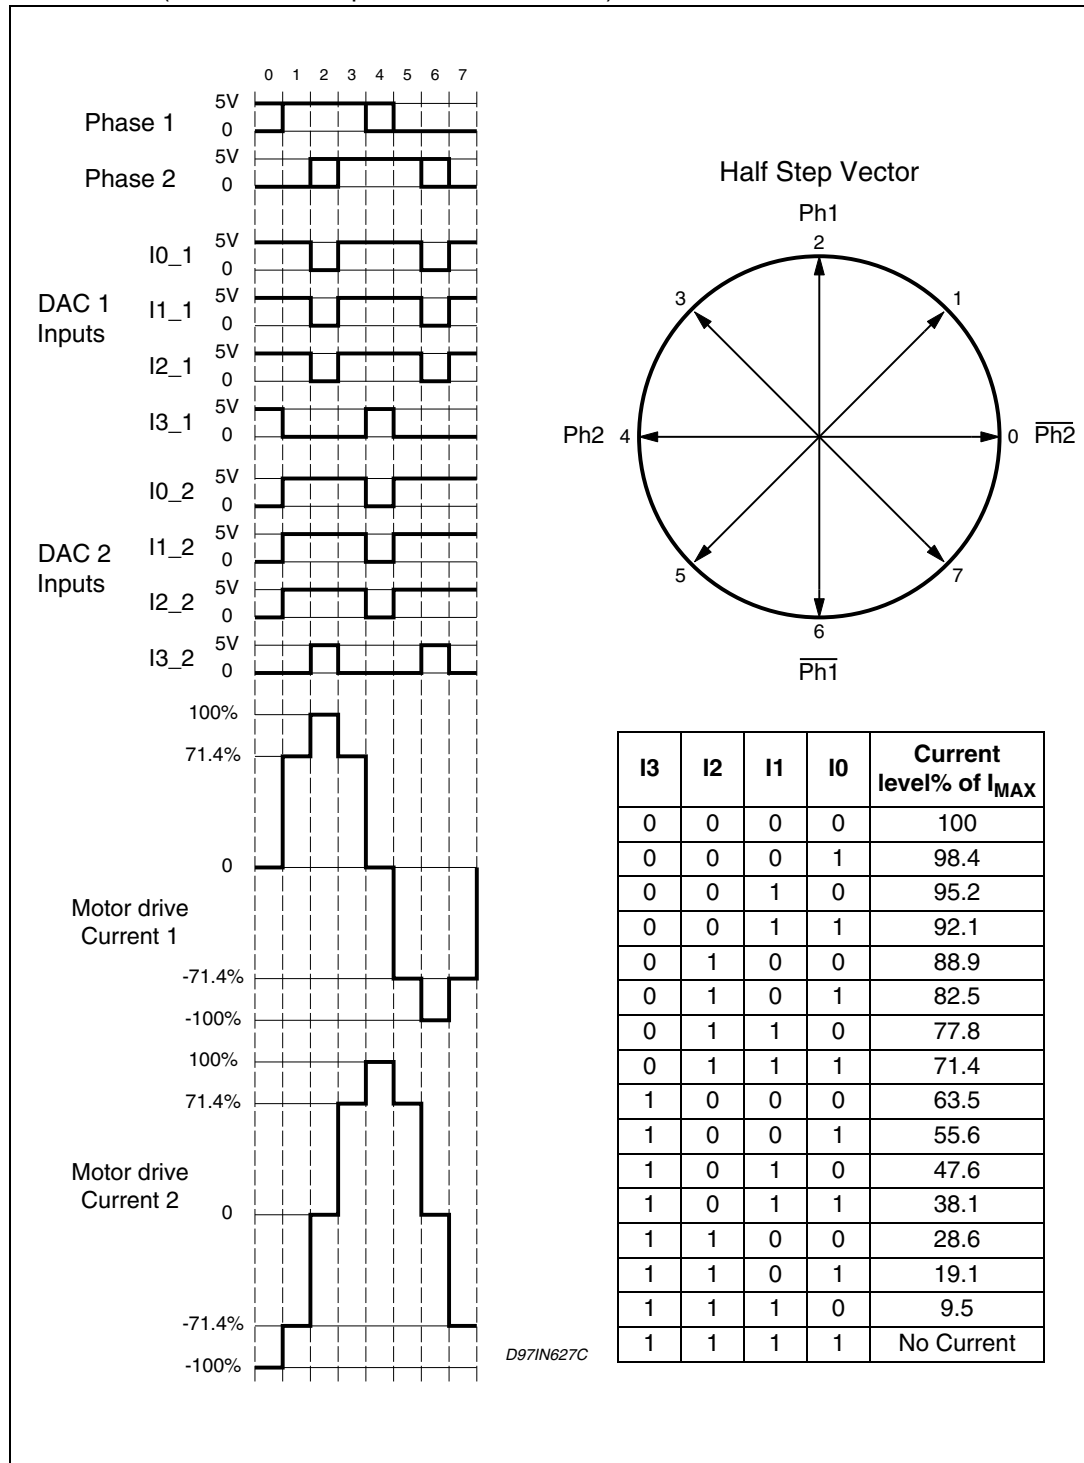 0 1 2 3 4 5 6 7
Phase 1
5V
0
Phase 2
5V
0
DAC 1
Inputs
I0_1
5V
0
I1_1
5V
0
I2_1
5V
0
I3_1
5V
0
DAC 2
Inputs
I0_2
5V
0
I1_2
5V
0
I2_2
5V
0
I3_2
5V
0
100%
71.4%
0
Motor drive
Current 1
-71.4%
-100%
100%
71.4%
Motor drive
Current 2
0
-71.4%
-100%
D97IN627C
Half Step Vector
Ph1
2
3
1
Ph2 4
0 Ph2
5
7
6
Ph1
I3 I2 I1 I0 Current level% of IMAX
0 0 0 0 100
0 0 0 1 98.4
0 0 1 0 95.2
0 0 1 1 92.1
0 1 0 0 88.9
0 1 0 1 82.5
0 1 1 0 77.8
0 1 1 1 71.4
1 0 0 0 63.5
1 0 0 1 55.6
1 0 1 0 47.6
1 0 1 1 38.1
1 1 0 0 28.6
1 1 0 1 19.1
1 1 1 0 9.5
1 1 1 1 No Current